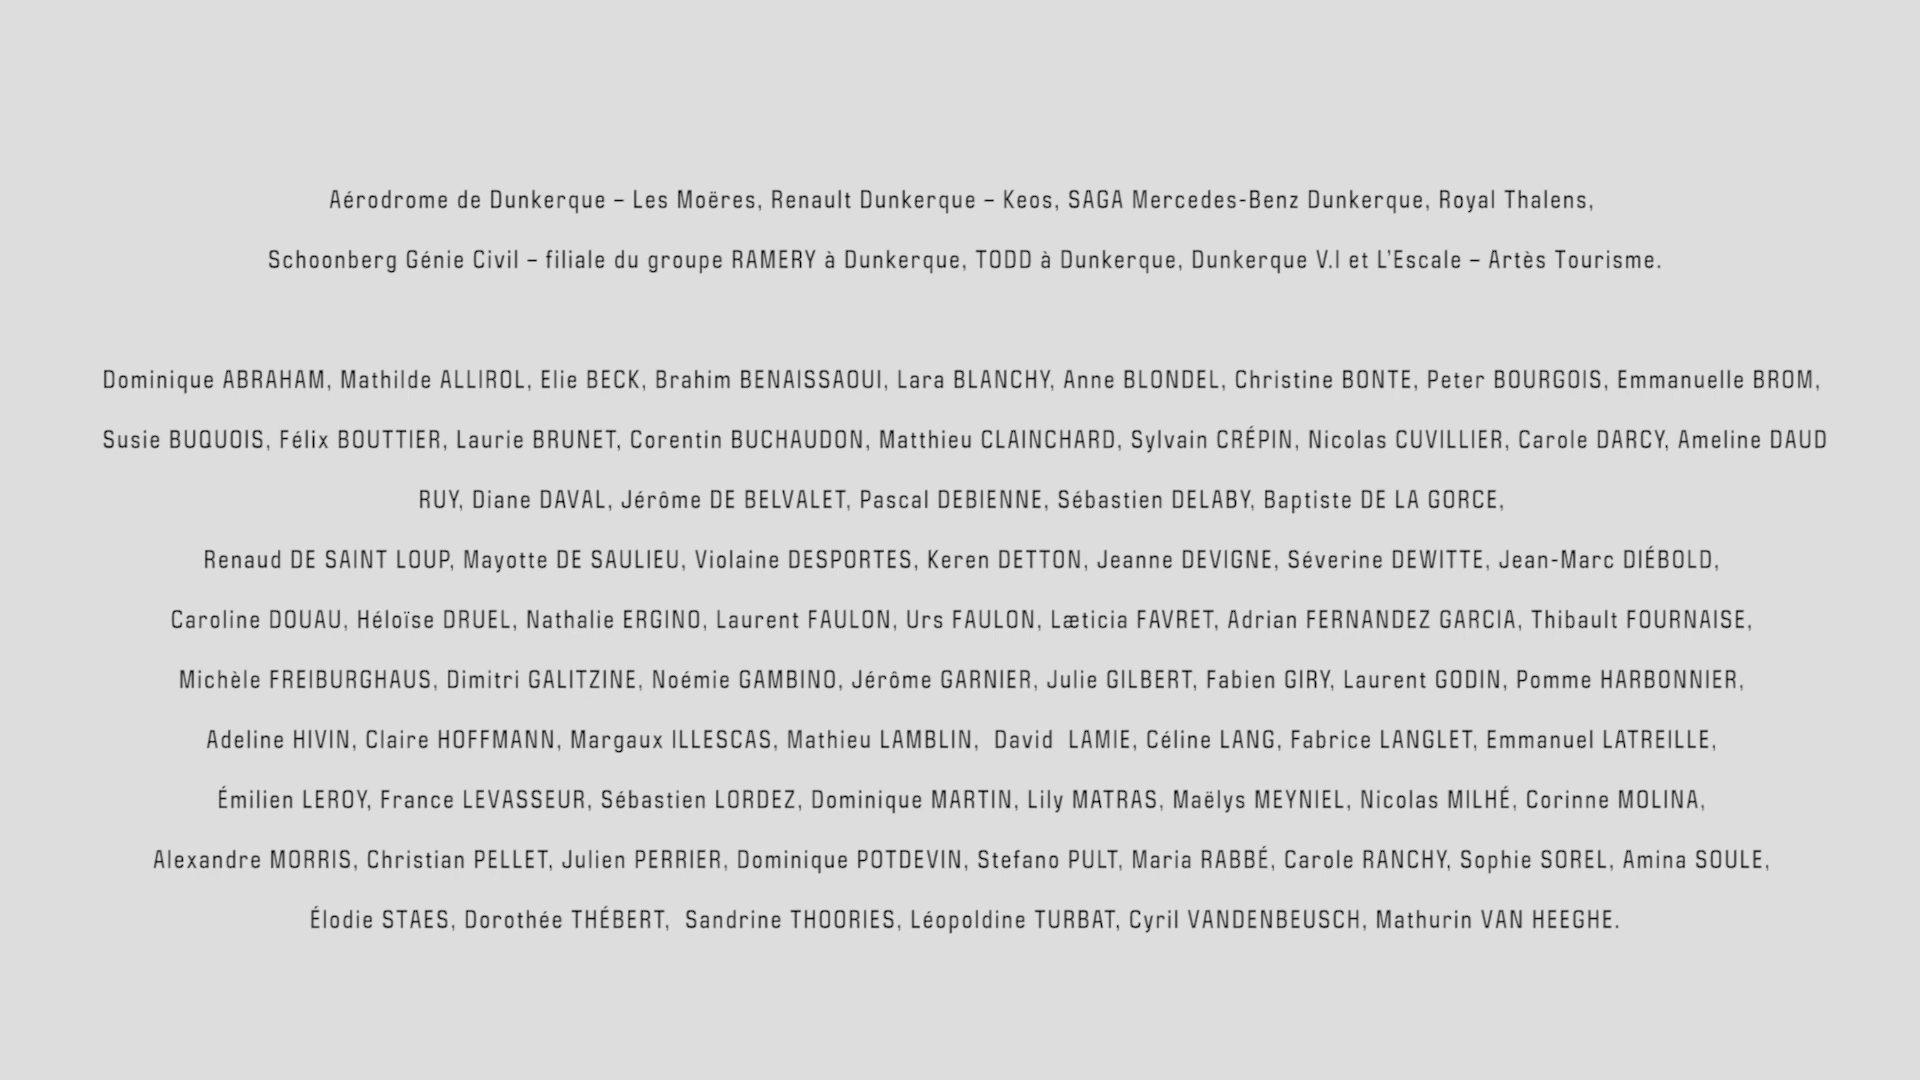 Aérodrome de Dunkerque – Les Moëres, Renault Dunkerque – Keos, SAGA Mercedes-Benz Dunkerque, Royal Thalens,
Schoonberg Génie Civil – filiale du groupe RAMERY à Dunkerque, TODD à Dunkerque, Dunkerque V.I et L'Escale – Artès Tourisme.
Dominique ABRAHAM, Mathilde ALLIROL, Elie BECK, Brahim BENAISSAOUI, Lara BLANCHY, Anne BLONDEL, Christine BONTE, Peter BOURGOIS, Emmanuelle BROM,
Susie BUQUOIS, Félix BOUTTIER, Laurie BRUNET, Corentin BUCHAUDON, Matthieu CLAINCHARD, Sylvain CRÉPIN, Nicolas CUVILLIER, Carole DARCY, Ameline DAUD
RUY, Diane DAVAL, Jérôme DE BELVALET, Pascal DEBIENNE, Sébastien DELABY, Baptiste DE LA GORCE,
Renaud DE SAINT LOUP, Mayotte DE SAULIEU, Violaine DESPORTES, Keren DETTON, Jeanne DEVIGNE, Séverine DEWITTE, Jean-Marc DIÉBOLD,
Caroline DOUAU, Héloïse DRUEL, Nathalie ERGINO, Laurent FAULON, Urs FAULON, Læticia FAVRET, Adrian FERNANDEZ GARCIA, Thibault FOURNAISE,
Michèle FREIBURGHAUS, Dimitri GALITZINE, Noémie GAMBINO, Jérôme GARNIER, Julie GILBERT, Fabien GIRY, Laurent GODIN, Pomme HARBONNIER,
Adeline HIVIN, Claire HOFFMANN, Margaux ILLESCAS, Mathieu LAMBLIN, David LAMIE, Céline LANG, Fabrice LANGLET, Emmanuel LATREILLE,
Émilien LEROY, France LEVASSEUR, Sébastien LORDEZ, Dominique MARTIN, Lily MATRAS, Maëlys MEYNIEL, Nicolas MILHÉ, Corinne MOLINA,
Alexandre MORRIS, Christian PELLET, Julien PERRIER, Dominique POTDEVIN, Stefano PULT, Maria RABBÉ, Carole RANCHY, Sophie SOREL, Amina SOULE,
Élodie STAES, Dorothée THÉBERT, Sandrine THOORIES, Léopoldine TURBAT, Cyril VANDENBEUSCH, Mathurin VAN HEEGHE.